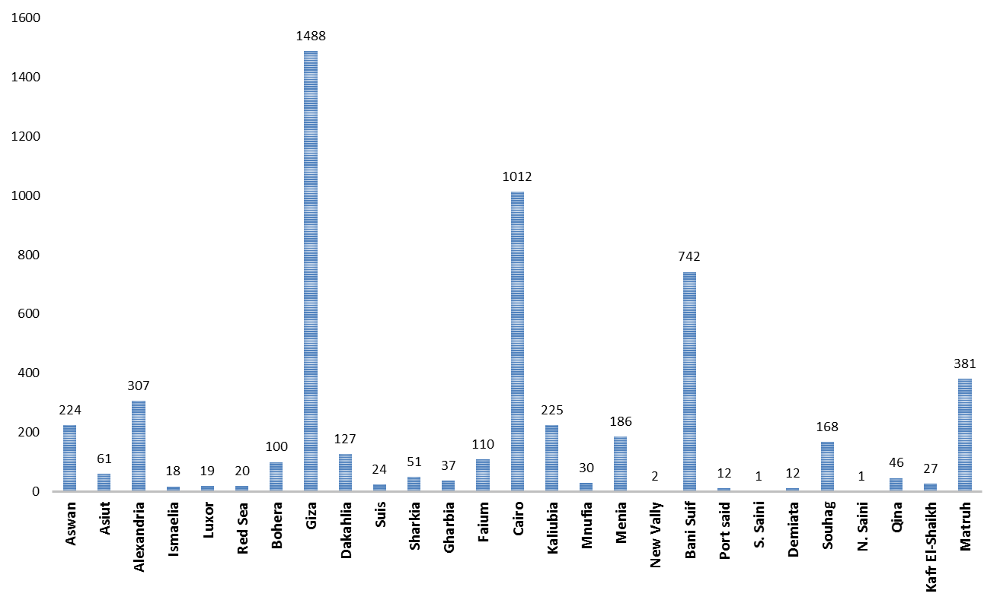 1600
1400
1200
1000
800
600
400
200
0
224
61
307
18
19
20
100
1488
127
24
51
37
110
1012
225
30
186
2
742
12
1
12
168
1
46
27
381
Aswan
Asiut
Alexandria
Ismaelia
Luxor
Red Sea
Bohera
Giza
Dakahlia
Suis
Sharkia
Gharbia
Faium
Cairo
Kaliubia
Mnufia
Menia
New Vally
Bani Suif
Port said
S. Saini
Demiata
Souhag
N. Saini
Qina
Kafr El-Shaikh
Matruh